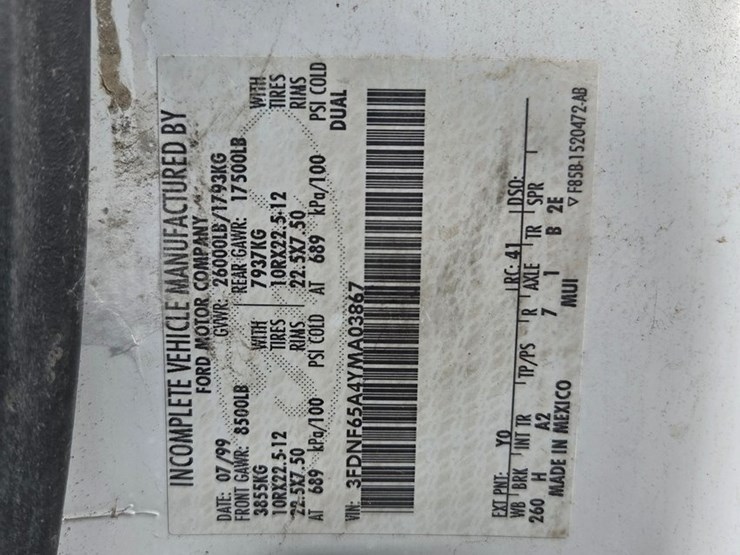 INCOMPLETE VEHICLE MANUFACTURED BY
FORD MOTOR COMPANY
DATE: 07/99 GVWR: 26000LB/11793KG
FRONT GAWR: 8500LB REAR GAWR: 17500LB
3855KG WITH 7937KG WITH
10RX22.5-12 TIRES 10RX22.5-12 TIRES
22.5X7.50 RIMS 22.5X7.50 RIMS
AT 689 kPa/100 PSI COLD AT 689 kPa/100 PSI COLD
DUAL
VIN: 3FDNF65A4YMA03867
EXT PNT: YO RC: 41 DSO:
WB BRK INT TR TP/PS R AXLE TR SPR
260 H A2 7 1 B 2E
MADE IN MEXICO MUI ▽ F85B-1520472-AB